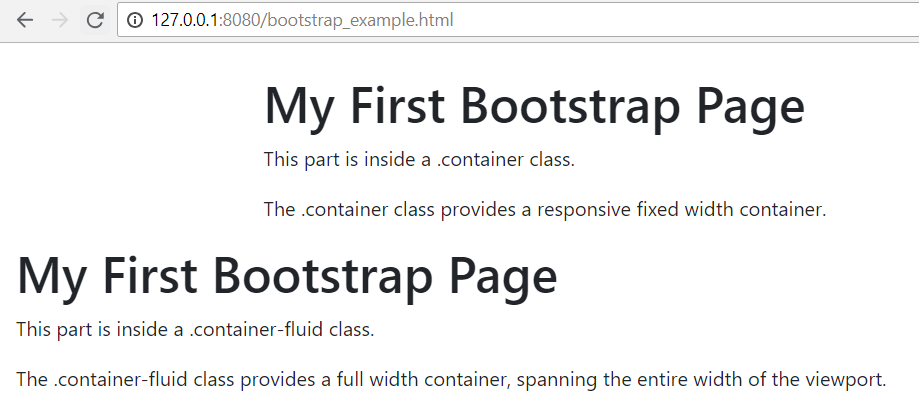 127.0.0.1:8080/bootstrap_example.html
My First Bootstrap Page
This part is inside a .container class.
The .container class provides a responsive fixed width container.
My First Bootstrap Page
This part is inside a .container-fluid class.
The .container-fluid class provides a full width container, spanning the entire width of the viewport.